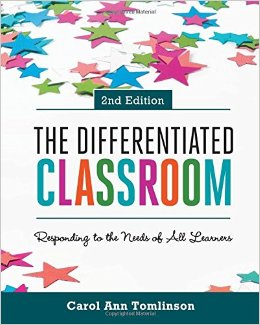 2nd Edition
THE DIFFERENTIATED
CLASSROOM
Responding to the Needs of All Learners
Carol Ann Tomlinson